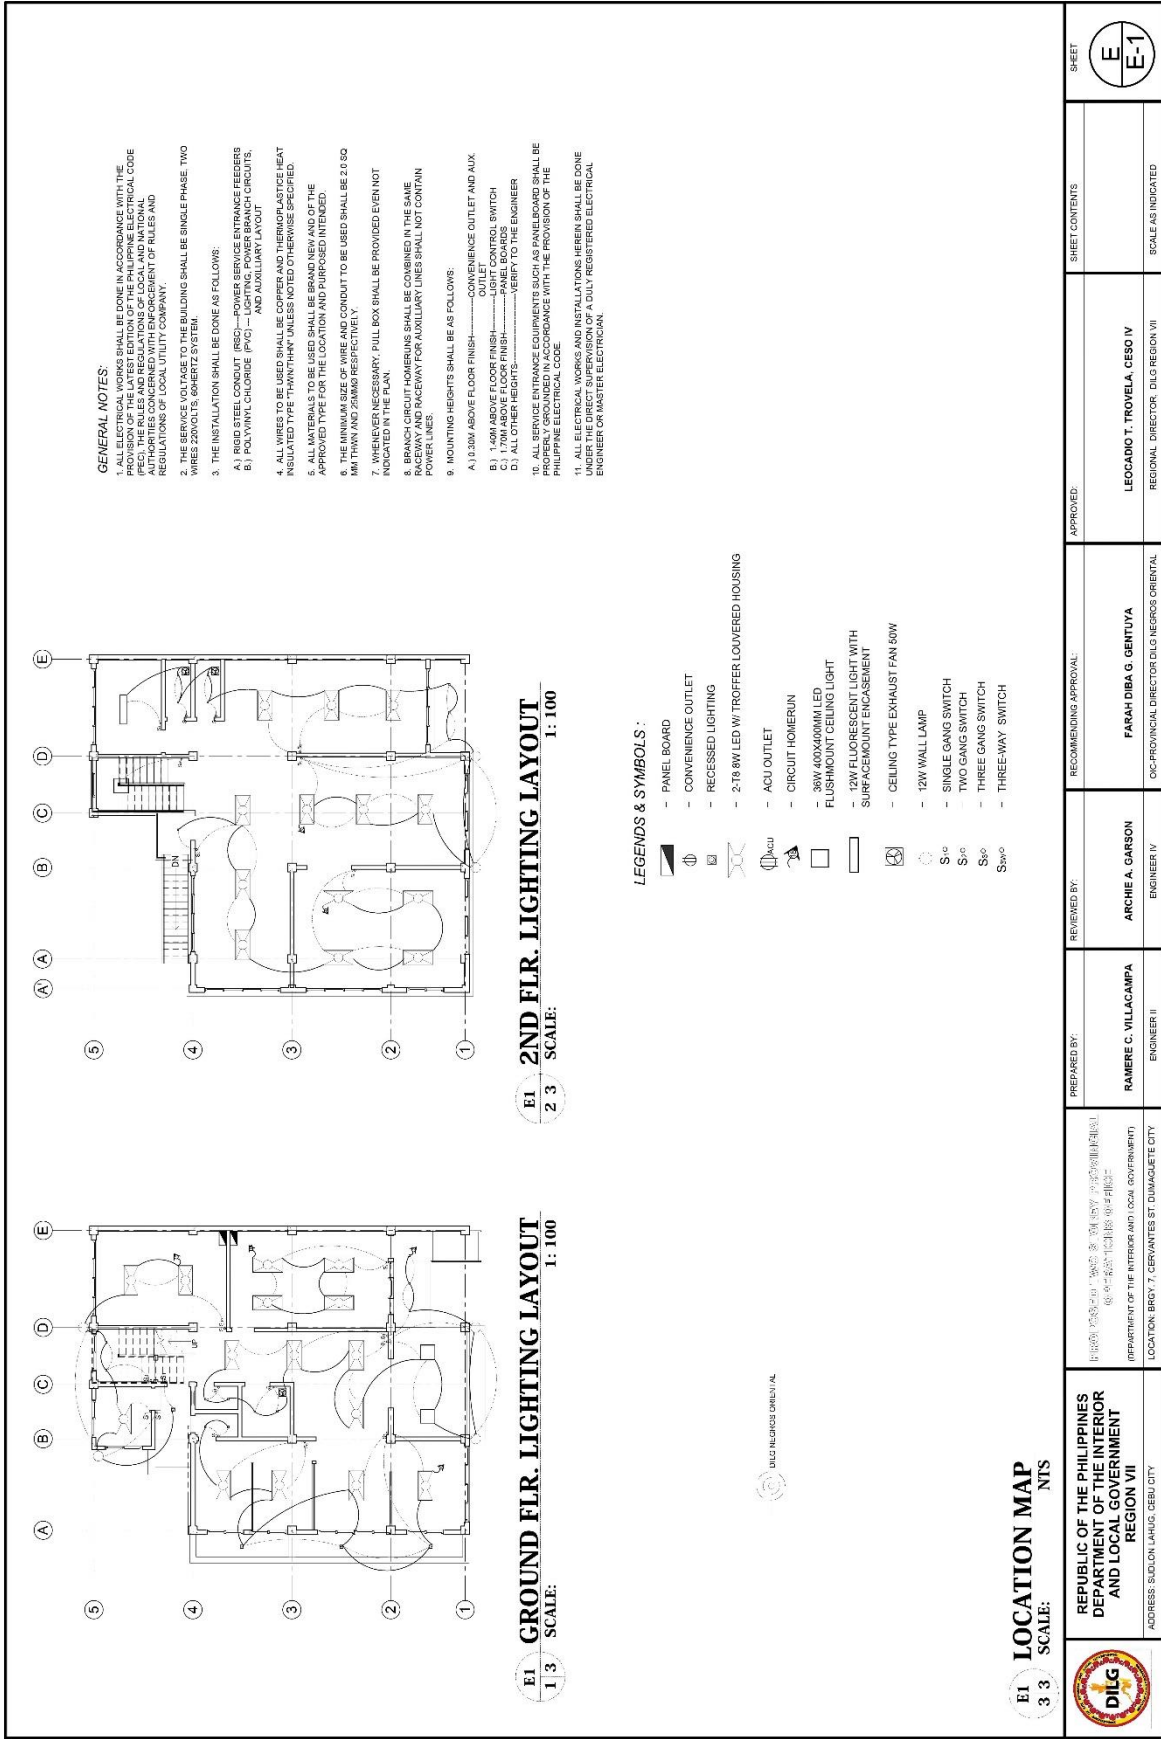 5
4
3
2
1
A
B
C
D
E
UP
E1
1 3
GROUND FLR. LIGHTING LAYOUT
SCALE: 1: 100
5
4
3
2
1
A'
A
B
C
D
E
DN
E1
2 3
2ND FLR. LIGHTING LAYOUT
SCALE: 1: 100
GENERAL NOTES:
1. ALL ELECTRICAL WORKS SHALL BE DONE IN ACCORDANCE WITH THE
PROVISION OF THE LATEST EDITION OF THE PHILIPPINE ELECTRICAL CODE
(PEC), THE RULES AND REGULATIONS OF LOCAL AND NATIONAL
AUTHORITIES CONCERNED WITH ENFORCEMENT OF RULES AND
REGULATIONS OF LOCAL UTILITY COMPANY.
2. THE SERVICE VOLTAGE TO THE BUILDING SHALL BE SINGLE PHASE, TWO
WIRES 220VOLTS, 60HERTZ SYSTEM.
3. THE INSTALLATION SHALL BE DONE AS FOLLOWS:
A.) RIGID STEEL CONDUIT (RSC)—POWER SERVICE ENTRANCE FEEDERS
B.) POLYVINYL CHLORIDE (PVC) — LIGHTING, POWER BRANCH CIRCUITS,
AND AUXILLIARY LAYOUT
4. ALL WIRES TO BE USED SHALL BE COPPER AND THERMOPLASTICE HEAT
INSULATED TYPE "THWN/THHN" UNLESS NOTED OTHERWISE SPECIFIED.
5. ALL MATERIALS TO BE USED SHALL BE BRAND NEW AND OF THE
APPROVED TYPE FOR THE LOCATION AND PURPOSED INTENDED.
6. THE MINIMUM SIZE OF WIRE AND CONDUIT TO BE USED SHALL BE 2.0 SQ
MM THWN AND 25MMØ RESPECTIVELY.
7. WHENEVER NECESSARY, PULL BOX SHALL BE PROVIDED EVEN NOT
INDICATED IN THE PLAN.
8. BRANCH CIRCUIT HOMERUNS SHALL BE COMBINED IN THE SAME
RACEWAY AND RACEWAY FOR AUXILLIARY LINES SHALL NOT CONTAIN
POWER LINES.
9. MOUNTING HEIGHTS SHALL BE AS FOLLOWS:
A.) 0.30M ABOVE FLOOR FINISH-----------CONVENIENCE OUTLET AND AUX.
OUTLET
B.) 1.40M ABOVE FLOOR FINISH-----------LIGHT CONTROL SWITCH
C.) 1.70M ABOVE FLOOR FINISH-----------PANEL BOARDS
D.) ALL OTHER HEIGHTS--------------------VERIFY TO THE ENGINEER
10. ALL SERVICE ENTRANCE EQUIPMENTS SUCH AS PANELBOARD SHALL BE
PROPERLY GROUNDED IN ACCORDANCE WITH THE PROVISION OF THE
PHILIPPINE ELECTRICAL CODE.
11. ALL ELECTRICAL WORKS AND INSTALLATIONS HEREIN SHALL BE DONE
UNDER THE DIRECT SUPERVISION OF A DULY REGISTERED ELECTRICAL
ENGINEER OR MASTER ELEVTRICIAN.
LEGENDS & SYMBOLS :
- PANEL BOARD
- CONVENIENCE OUTLET
- RECESSED LIGHTING
- 2-T8 8W LED W/ TROFFER LOUVERED HOUSING
ACU - ACU OUTLET
- CIRCUIT HOMERUN
- 36W 400X400MM LED
FLUSHMOUNT CEILING LIGHT
- 12W FLUORESCENT LIGHT WITH
SURFACEMOUNT ENCASEMENT
- CEILING TYPE EXHAUST FAN 50W
- 12W WALL LAMP
- SINGLE GANG SWITCH
- TWO GANG SWITCH
- THREE GANG SWITCH
- THREE-WAY SWITCH
DILG NEGROS ORIENTAL
E1
3 3
LOCATION MAP
SCALE: NTS
DILG
REPUBLIC OF THE PHILIPPINES
DEPARTMENT OF THE INTERIOR
AND LOCAL GOVERNMENT
REGION VII
ADDRESS: SUDLON LAHUG, CEBU CITY
(DEPARTMENT OF THE INTERIOR AND LOCAL GOVERNMENT)
LOCATION: BRGY. 7, CERVANTES ST. DUMAGUETE CITY
PREPARED BY:
RAMERE C. VILLACAMPA
ENGINEER II
REVIEWED BY:
ARCHIE A. GARSON
ENGINEER IV
RECOMMENDING APPROVAL:
FARAH DIBA G. GENTUYA
OIC-PROVINCIAL DIRECTOR DILG NEGROS ORIENTAL
APPROVED:
LEOCADIO T. TROVELA, CESO IV
REGIONAL DIRECTOR, DILG REGION VII
SHEET CONTENTS
SCALE AS INDICATED
SHEET
E
E-1